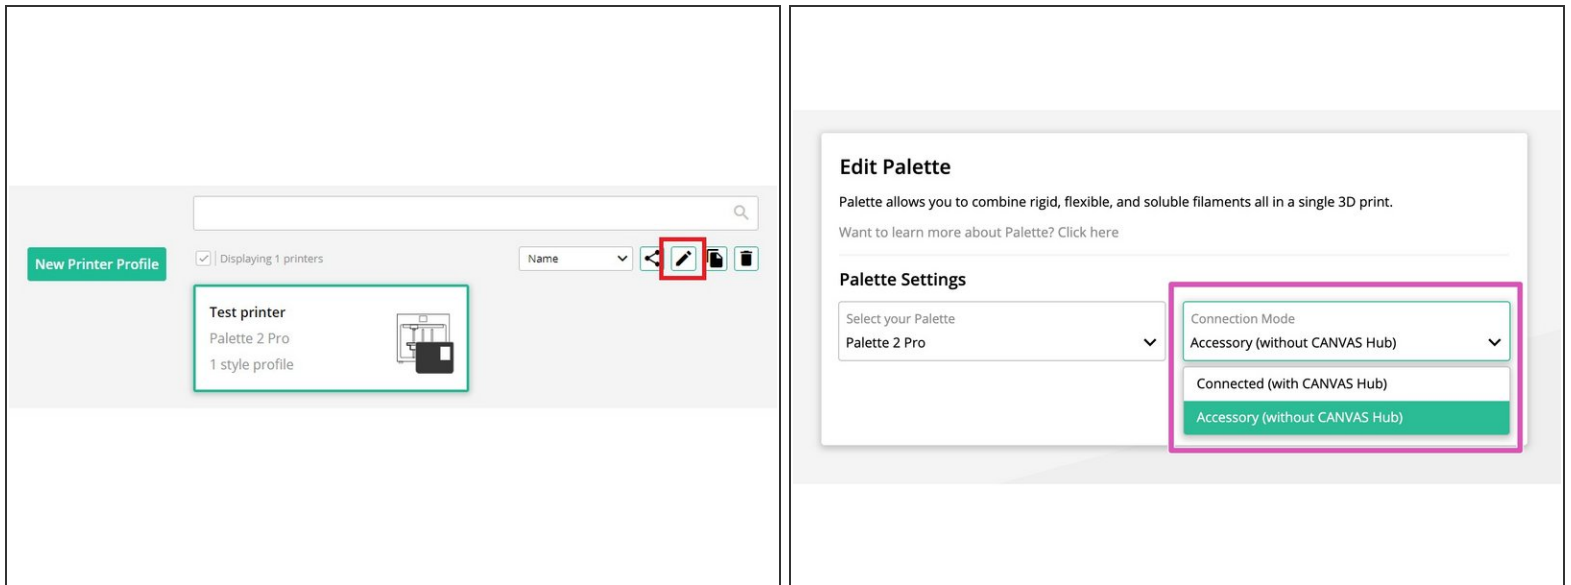 New Printer Profile
Displaying 1 printers
Name
Test printer
Palette 2 Pro
1 style profile
Edit Palette
Palette allows you to combine rigid, flexible, and soluble filaments all in a single 3D print.
Want to learn more about Palette? Click here
Palette Settings
Select your Palette
Palette 2 Pro
Connection Mode
Accessory (without CANVAS Hub)
Connected (with CANVAS Hub)
Accessory (without CANVAS Hub)